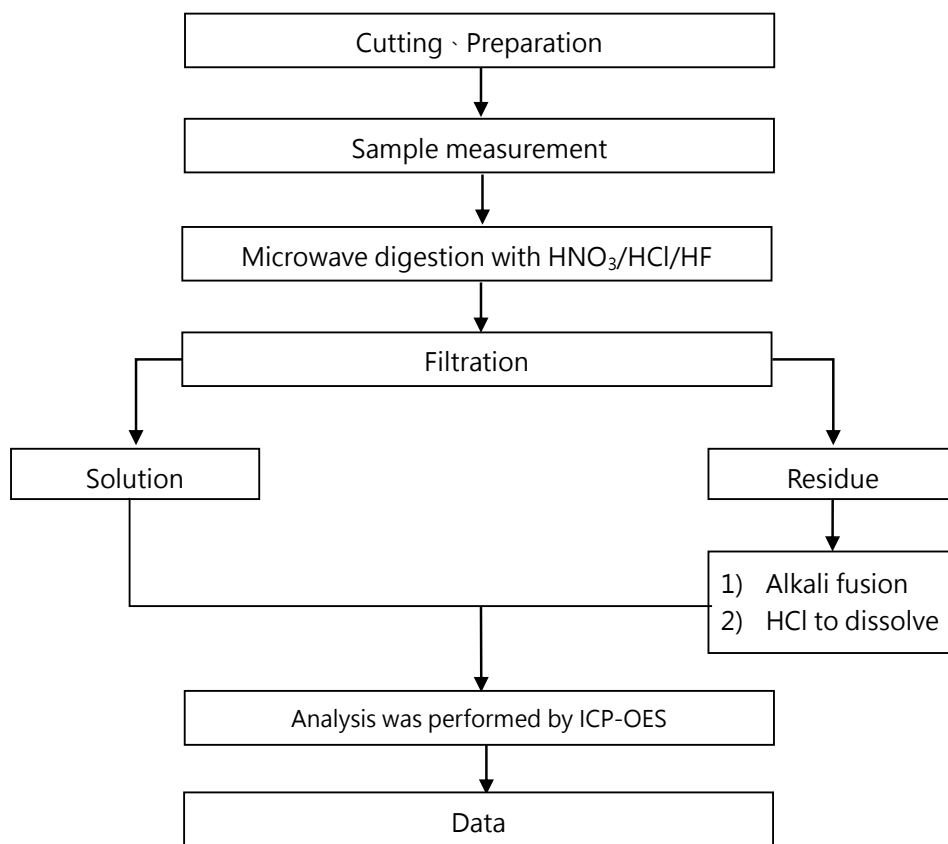 Cutting、Preparation
Sample measurement
Microwave digestion with HNO₃/HCl/HF
Filtration
Solution
Residue
1) Alkali fusion
2) HCl to dissolve
Analysis was performed by ICP-OES
Data